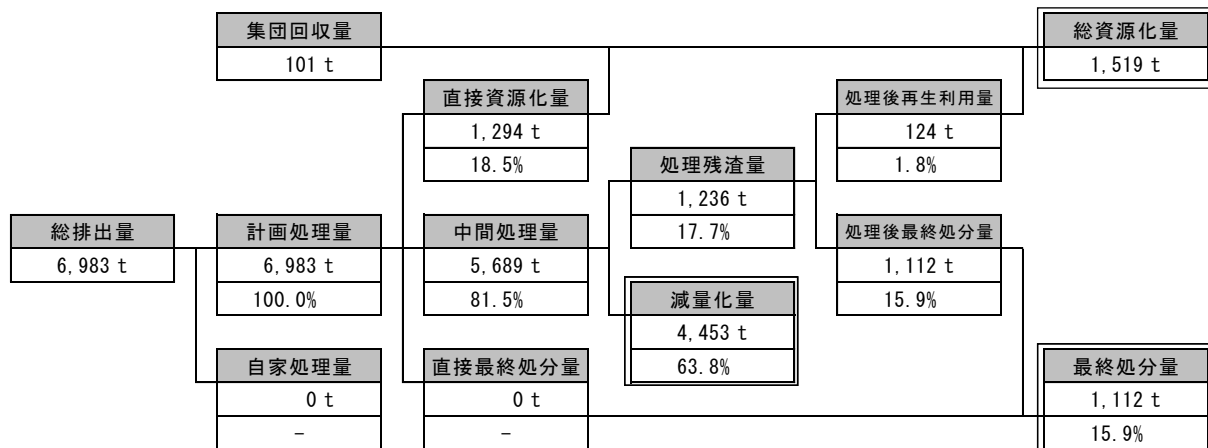 集団回収量
101 t
総資源化量
1,519 t
直接資源化量
1,294 t
18.5%
処理後再生利用量
124 t
1.8%
処理残渣量
1,236 t
17.7%
総排出量
6,983 t
計画処理量
6,983 t
100.0%
中間処理量
5,689 t
81.5%
処理後最終処分量
1,112 t
15.9%
減量化量
4,453 t
63.8%
自家処理量
0 t
－
直接最終処分量
0 t
－
最終処分量
1,112 t
15.9%